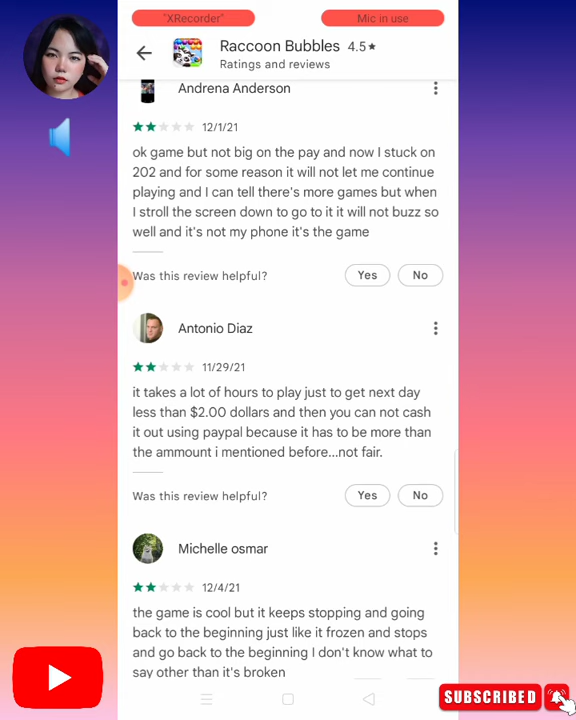 "XRecorder"
Mic in use
Raccoon Bubbles 4.5★
Ratings and reviews
Andrena Anderson
12/1/21
ok game but not big on the pay and now I stuck on
202 and for some reason it will not let me continue
playing and I can tell there's more games but when
I stroll the screen down to go to it it will not buzz so
well and it's not my phone it's the game
Was this review helpful?
Yes
No
Antonio Diaz
11/29/21
it takes a lot of hours to play just to get next day
less than $2.00 dollars and then you can not cash
it out using paypal because it has to be more than
the ammount i mentioned before...not fair.
Was this review helpful?
Yes
No
Michelle osmar
12/4/21
the game is cool but it keeps stopping and going
back to the beginning just like it frozen and stops
and go back to the beginning I don't know what to
say other than it's broken
SUBSCRIBED